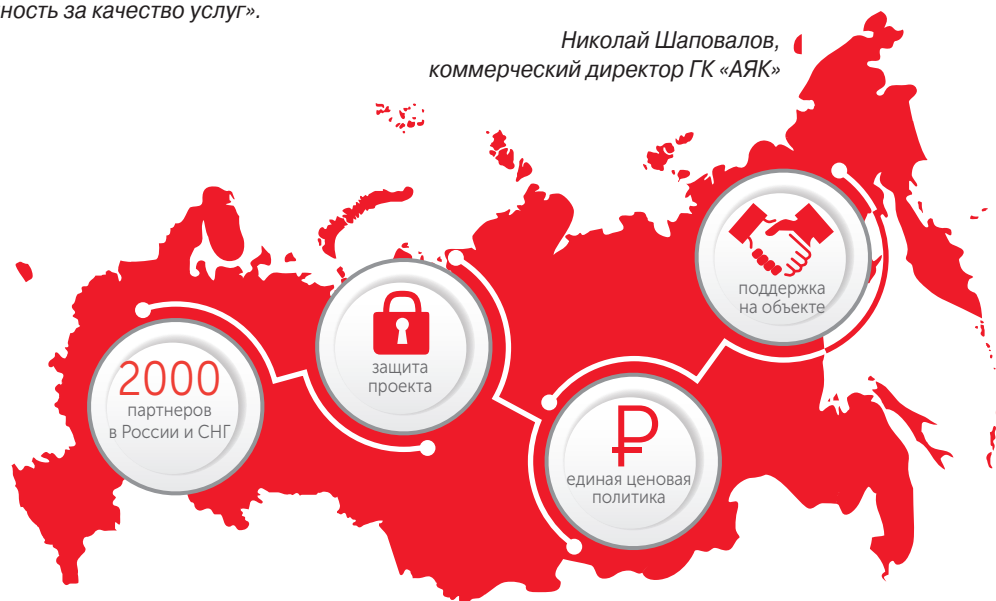 ность за качество услуг».
Николай Шаповалов,
коммерческий директор ГК «АЯК»
2000
партнеров
в России и СНГ
защита
проекта
единая ценовая
политика
поддержка
на объекте